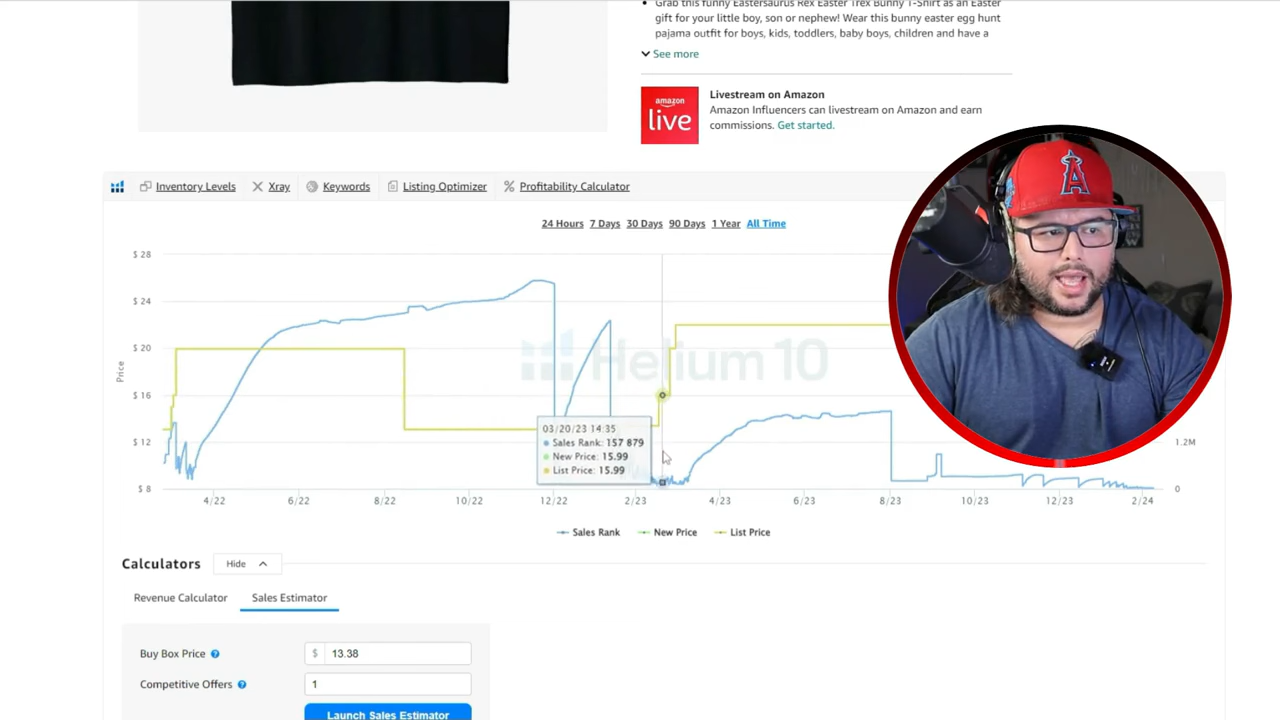 Grab this funny Eastersaurus Rex Easter Trex Bunny T-Shirt as an Easter
gift for your little boy, son or nephew! Wear this bunny easter egg hunt
pajama outfit for boys, kids, toddlers, baby boys, children and have a
See more
amazon
live
Livestream on Amazon
Amazon Influencers can livestream on Amazon and earn
commissions. Get started.
Inventory Levels Xray Keywords Listing Optimizer Profitability Calculator
24 Hours 7 Days 30 Days 90 Days 1 Year All Time
$ 28
$ 24
$ 20
$ 16
$ 12
$ 8
Price
Helium 10
03/20/23 14:35
Sales Rank: 157 879
New Price: 15.99
List Price: 15.99
1.2M
0
4/22 6/22 8/22 10/22 12/22 2/23 4/23 6/23 8/23 10/23 12/23 2/24
Sales Rank New Price List Price
Calculators Hide
Revenue Calculator Sales Estimator
Buy Box Price ? $ 13.38
Competitive Offers ? 1
Launch Sales Estimator
A